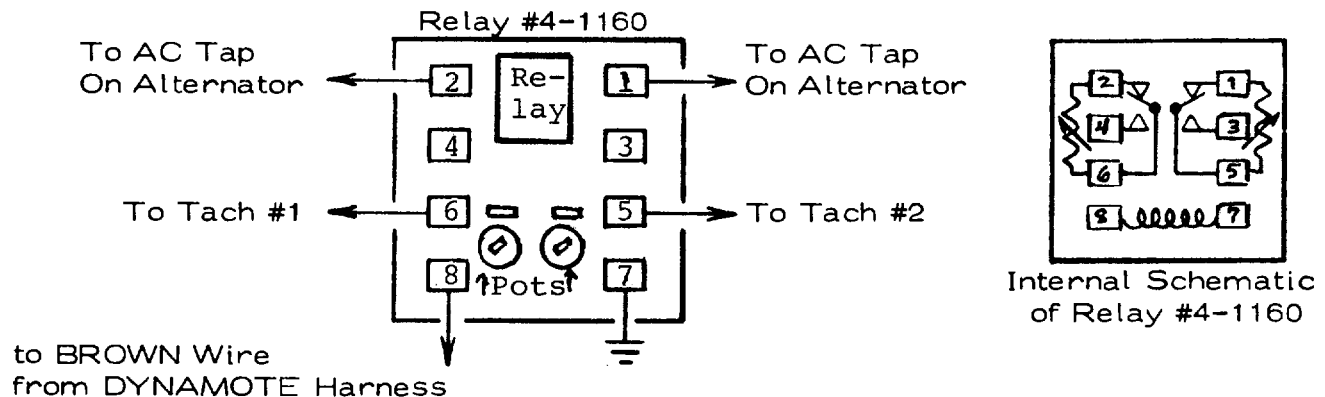 Relay #4-1160
To AC Tap
On Alternator
2
Re-
lay
1
To AC Tap
On Alternator
4
3
To Tach #1
6
5
To Tach #2
8
Pots
7
to BROWN Wire
from DYNAMOTE Harness
2
1
4
3
6
5
8
7
Internal Schematic
of Relay #4-1160